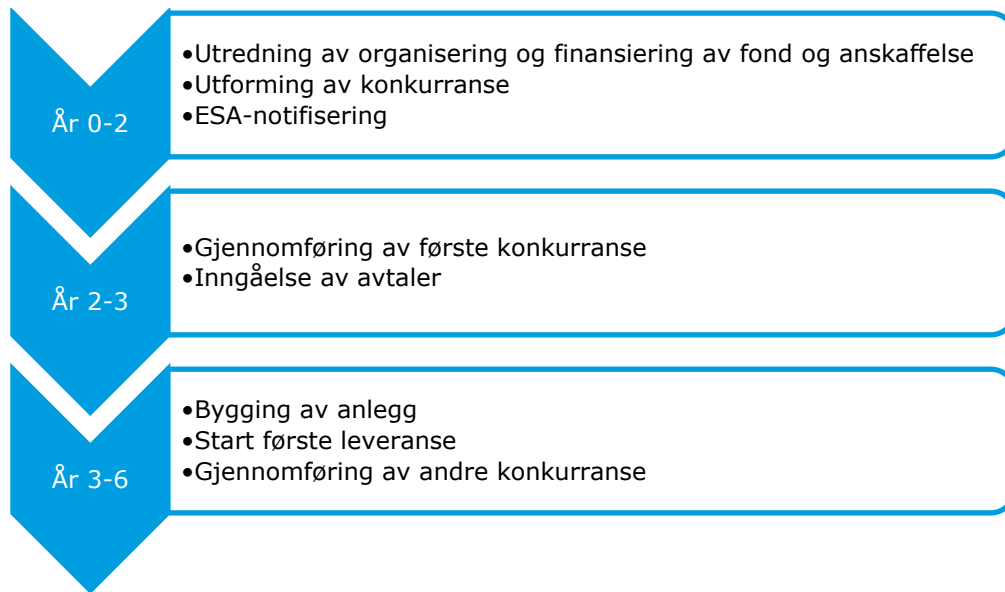 År 0-2
•Utredning av organisering og finansiering av fond og anskaffelse
•Utforming av konkurranse
•ESA-notifisering
År 2-3
•Gjennomføring av første konkurranse
•Inngåelse av avtaler
År 3-6
•Bygging av anlegg
•Start første leveranse
•Gjennomføring av andre konkurranse